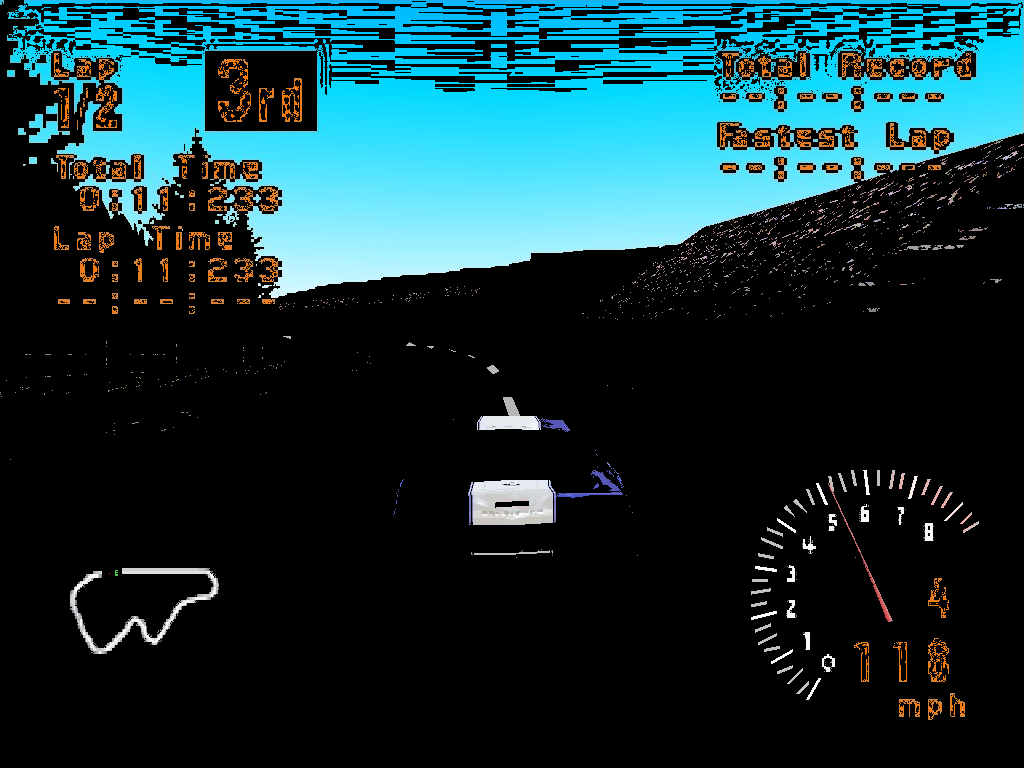 Lap
1/2
3rd
Total Time
0:11:233
Lap Time
0:11:233
--:--:---
Total Record
--:--:---
Fastest Lap
--:--:---
0 1 2 3 4 5 6 7 8
4
118
mph